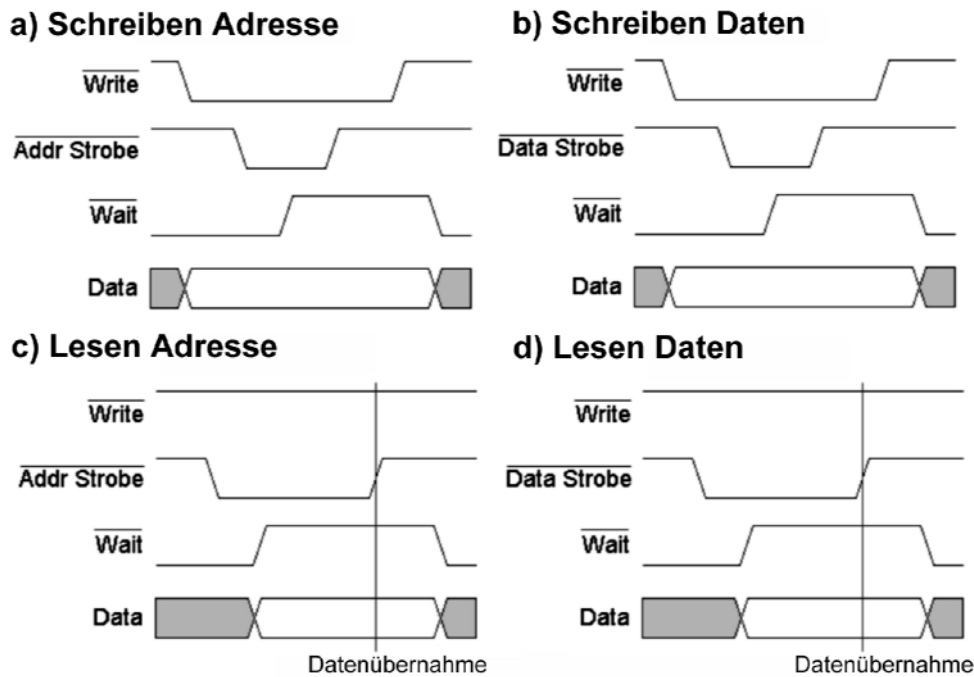 a) Schreiben Adresse
Write
Addr Strobe
Wait
Data
b) Schreiben Daten
Write
Data Strobe
Wait
Data
c) Lesen Adresse
Write
Addr Strobe
Wait
Data
Datenübernahme
d) Lesen Daten
Write
Data Strobe
Wait
Data
Datenübernahme